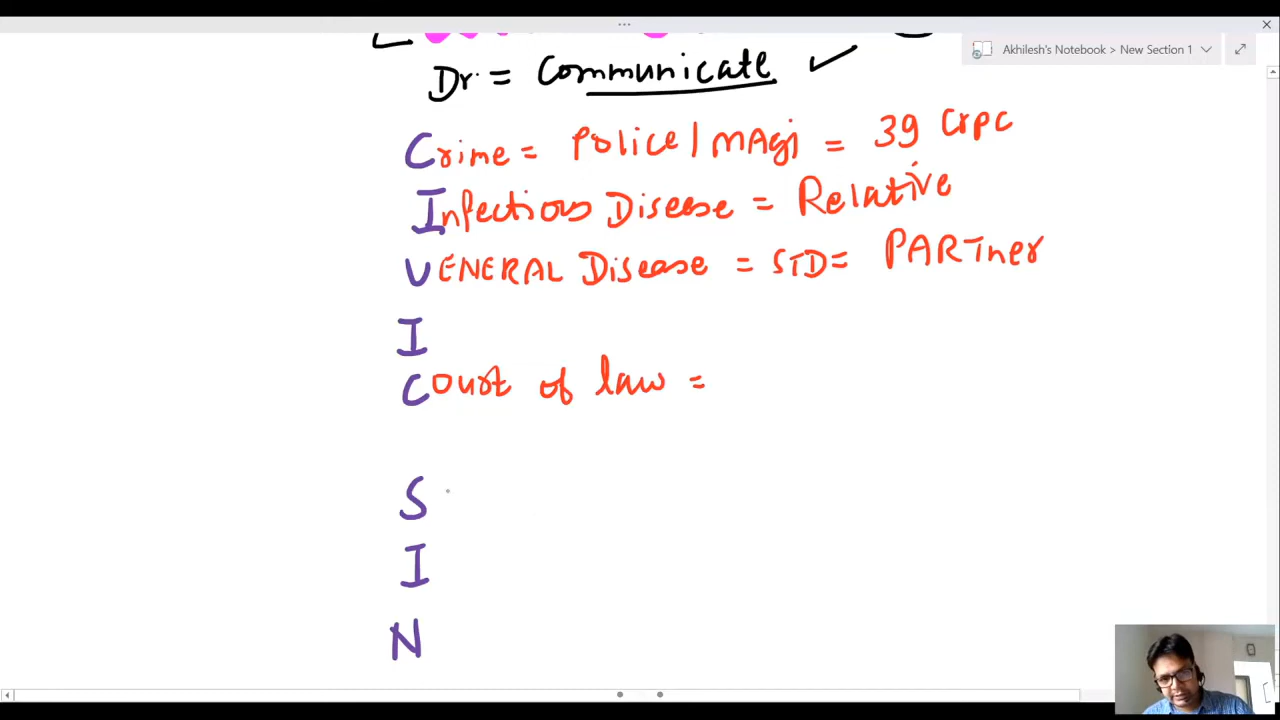 Akhilesh's Notebook > New Section 1
Dr. = Communicate ✓
Crime = Police / MAgi = 39 Crpc
Infectious Disease = Relative
VENERAL Disease = STD = PARTner
I
Court of law =
S
I
N